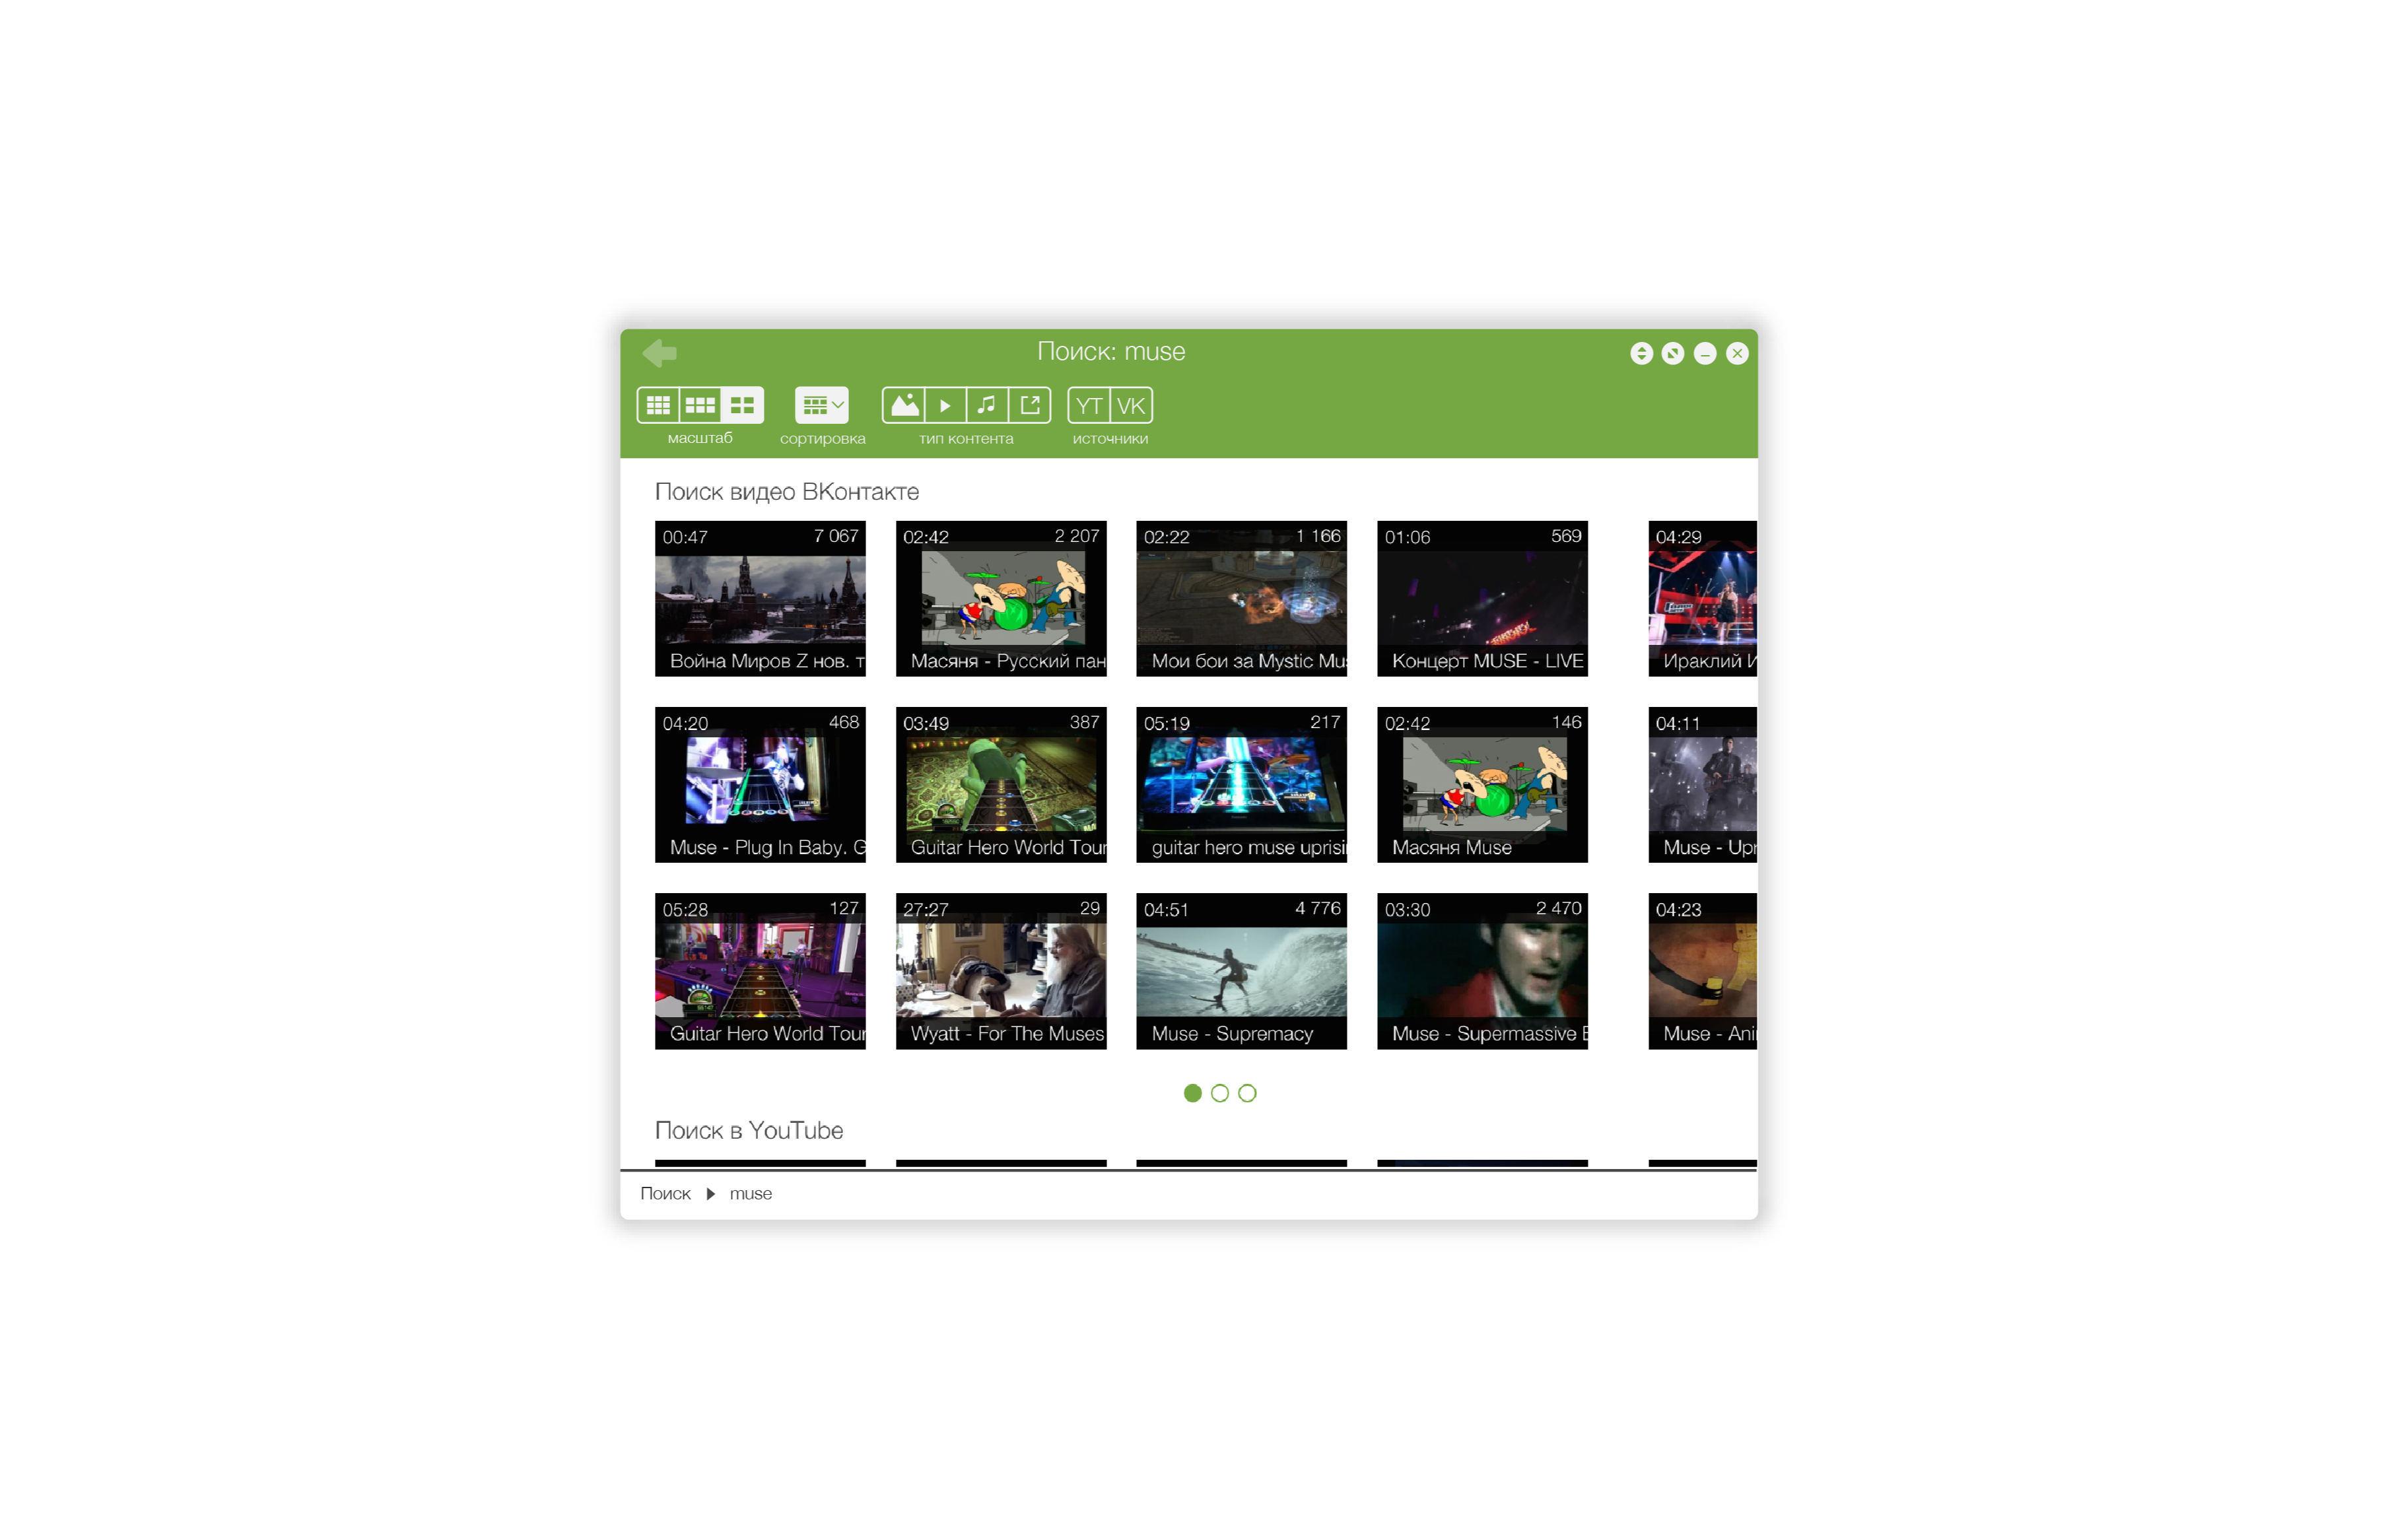 Поиск: muse
YT VK
масштаб сортировка тип контента источники
Поиск видео ВКонтакте
00:47 7 067 02:42 2 207 02:22 1 166 01:06 569 04:29
Война Миров Z нов. т Масяня - Русский пан Мои бои за Mystic Mu Концерт MUSE - LIVE Ираклий И
04:20 468 03:49 387 05:19 217 02:42 146 04:11
Muse - Plug In Baby. G Guitar Hero World Tour guitar hero muse uprisi Масяня Muse Muse - Upr
05:28 127 27:27 29 04:51 4 776 03:30 2 470 04:23
Guitar Hero World Tour Wyatt - For The Muses Muse - Supremacy Muse - Supermassive Muse - Ani
Поиск в YouTube
Поиск muse